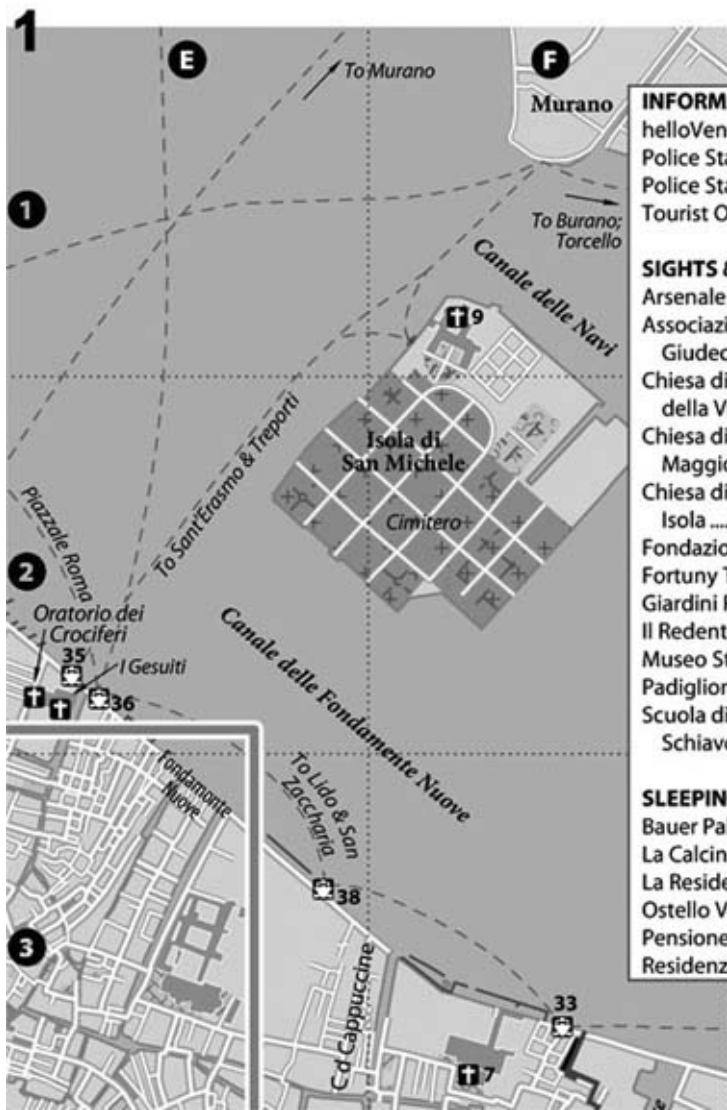 1
E
F
To Murano
Murano
1
To Burano;
Torcello
Canale delle Navi
9
Isola di
San Michele
Cimitero
To Sant'Erasmo & Treporti
Piazzale Roma
2
Oratorio dei
Crociferi
35
I Gesuiti
36
Canale delle Fondamente Nuove
Fondamonte
Nuove
To Lido & San
Zaccharia
38
3
C d Cappuccine
33
7
INFORM
helloVen
Police Sta
Police Sta
Tourist O
SIGHTS &
Arsenale
Associazi
Giudec
Chiesa di
della V
Chiesa di
Maggio
Chiesa di
Isola ....
Fondazio
Fortuny T
Giardini P
Il Redent
Museo St
Padiglion
Scuola di
Schiavo
SLEEPIN
Bauer Pal
La Calcin
La Reside
Ostello V
Pensione
Residenz